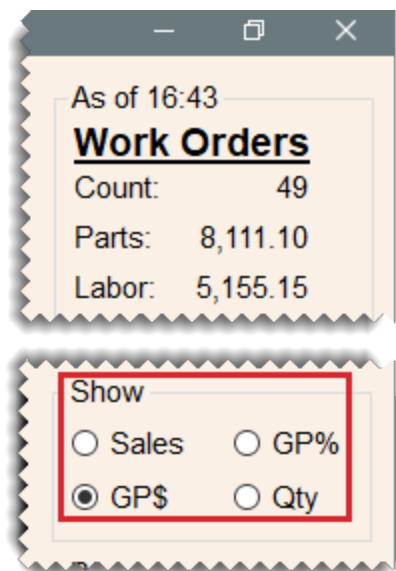 As of 16:43
Work Orders
Count: 49
Parts: 8,111.10
Labor: 5,155.15
Show
Sales GP%
GP$ Qty